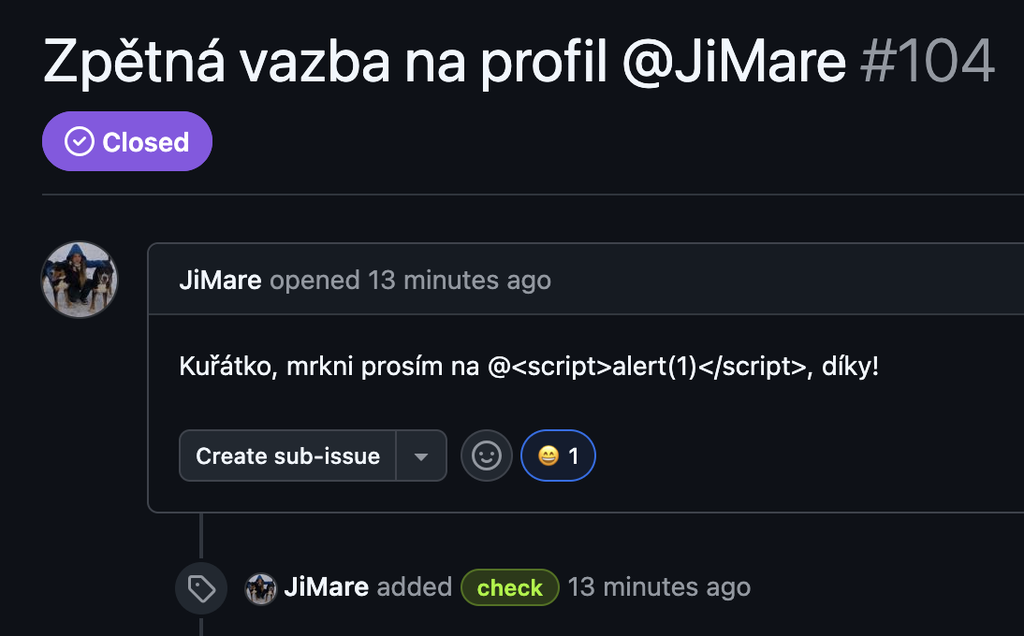 Zpětná vazba na profil @JiMare #104
Closed
JiMare opened 13 minutes ago
Kuřátko, mrkni prosím na @<script>alert(1)</script>, díky!
Create sub-issue
😄 1
JiMare added check 13 minutes ago